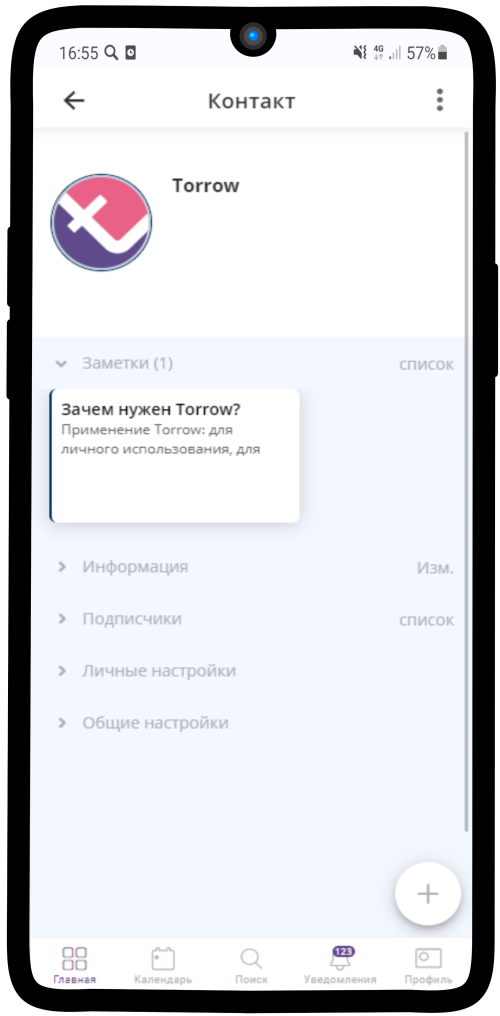 16:55 4G 57%
Контакт
Torrow
Заметки (1) список
Зачем нужен Torrow?
Применение Torrow: для
личного использования, для
Информация Изм.
Подписчики список
Личные настройки
Общие настройки
123
Главная Календарь Поиск Уведомления Профиль